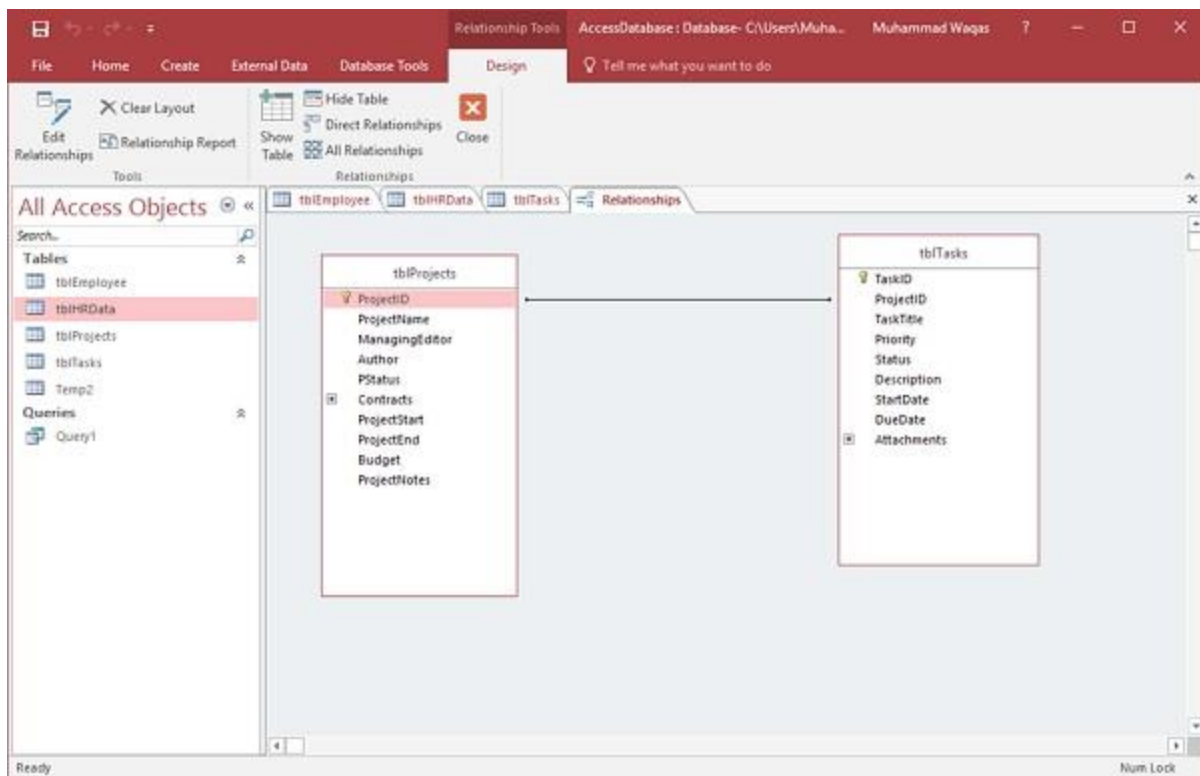 Relationship Tools AccessDatabase : Database- C:\Users\Muha... Muhammad Waqas ?
File Home Create External Data Database Tools Design Tell me what you want to do
Edit Relationships
Clear Layout
Relationship Report
Tools
Show Table
Hide Table
Direct Relationships
All Relationships
Relationships
Close
All Access Objects
Search...
Tables
tblEmployee
tblHRData
tblProjects
tblTasks
Temp2
Queries
Query1
tblEmployee tblHRData tblTasks Relationships
tblProjects
ProjectID
ProjectName
ManagingEditor
Author
PStatus
Contracts
ProjectStart
ProjectEnd
Budget
ProjectNotes
tblTasks
TaskID
ProjectID
TaskTitle
Priority
Status
Description
StartDate
DueDate
Attachments
Ready Num Lock